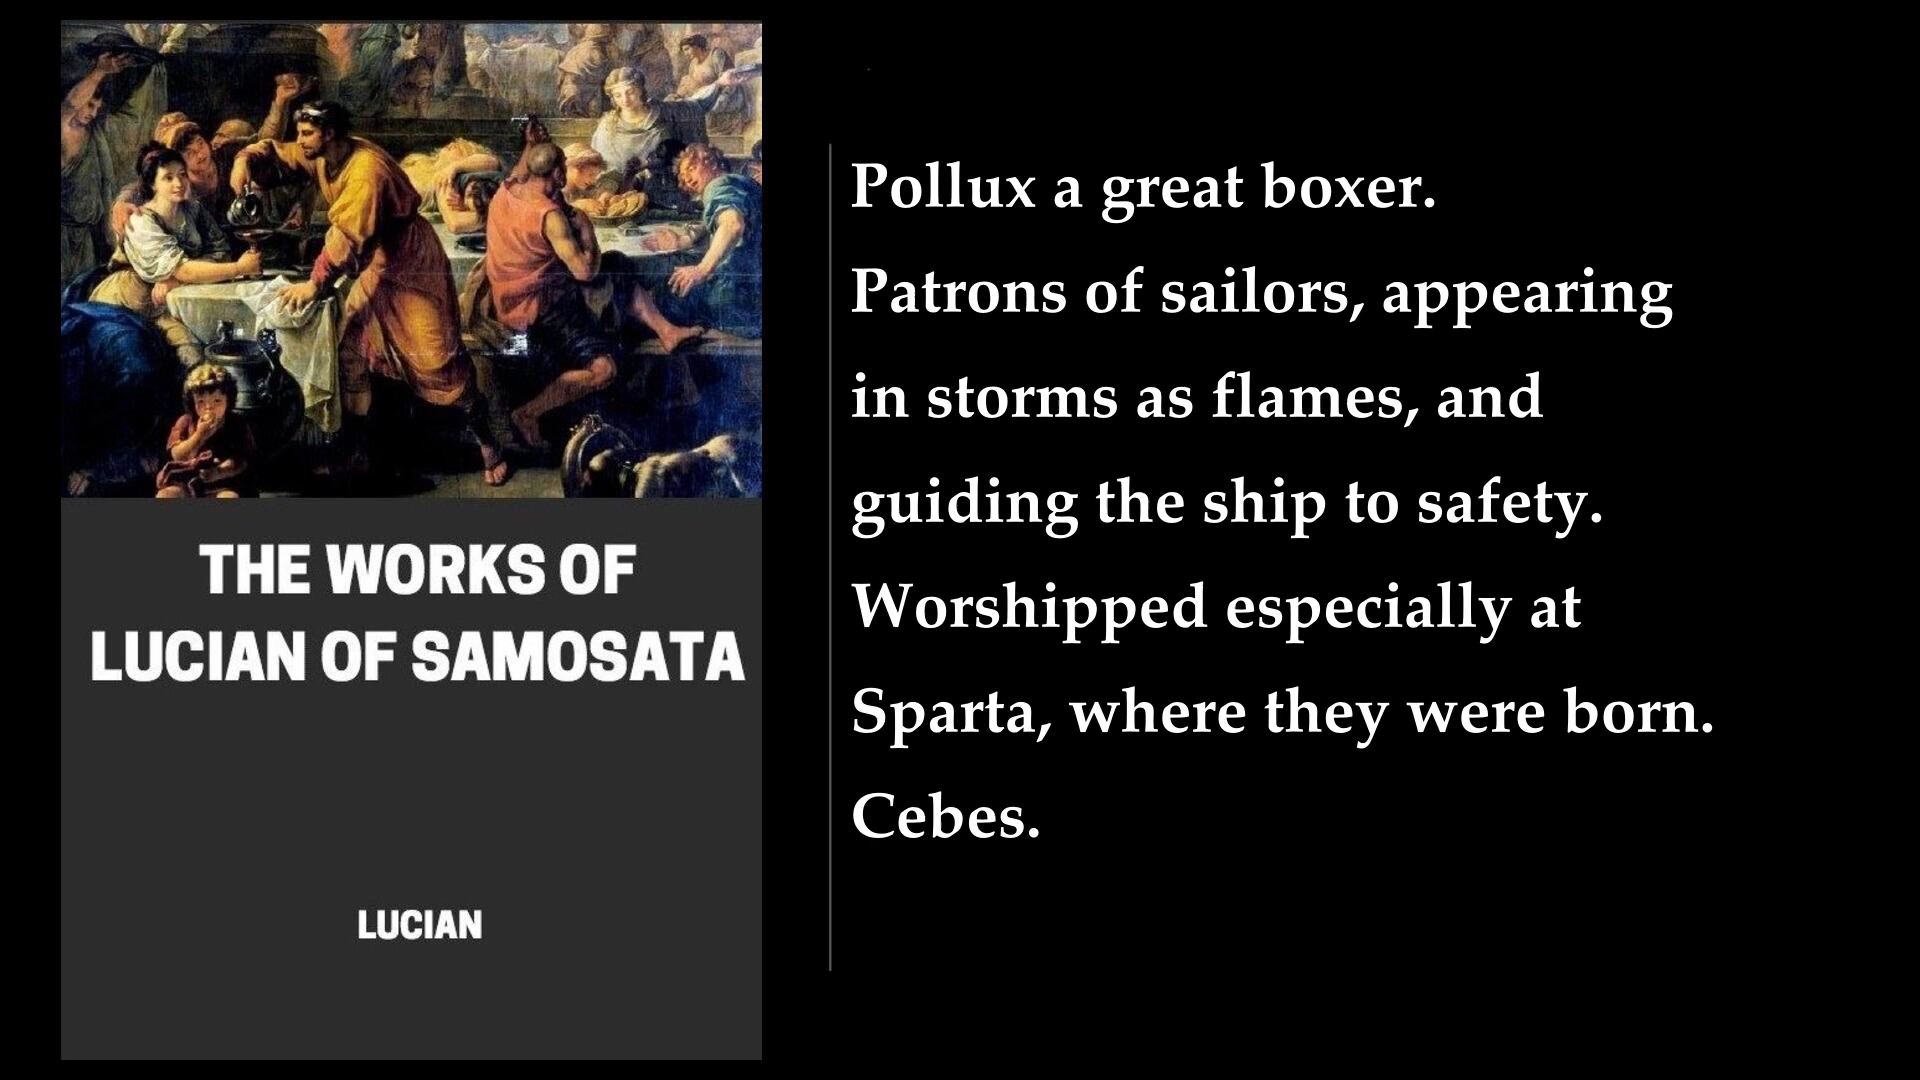 THE WORKS OF
LUCIAN OF SAMOSATA
LUCIAN
Pollux a great boxer.
Patrons of sailors, appearing
in storms as flames, and
guiding the ship to safety.
Worshipped especially at
Sparta, where they were born.
Cebes.